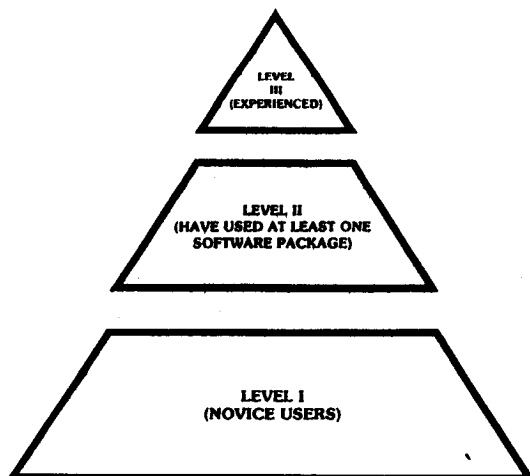 LEVEL
III
(EXPERIENCED)
LEVEL II
(HAVE USED AT LEAST ONE
SOFTWARE PACKAGE)
LEVEL I
(NOVICE USERS)